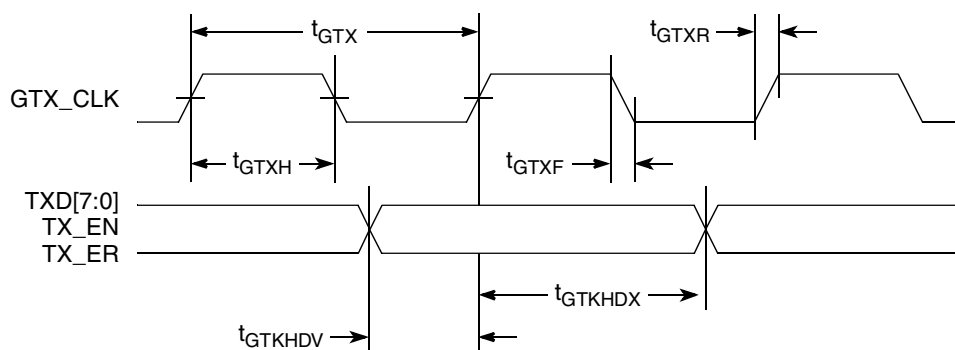 tGTX
tGTXR
GTX_CLK
tGTXH
tGTXF
TXD[7:0]
TX_EN
TX_ER
tGTKHDX
tGTKHDV